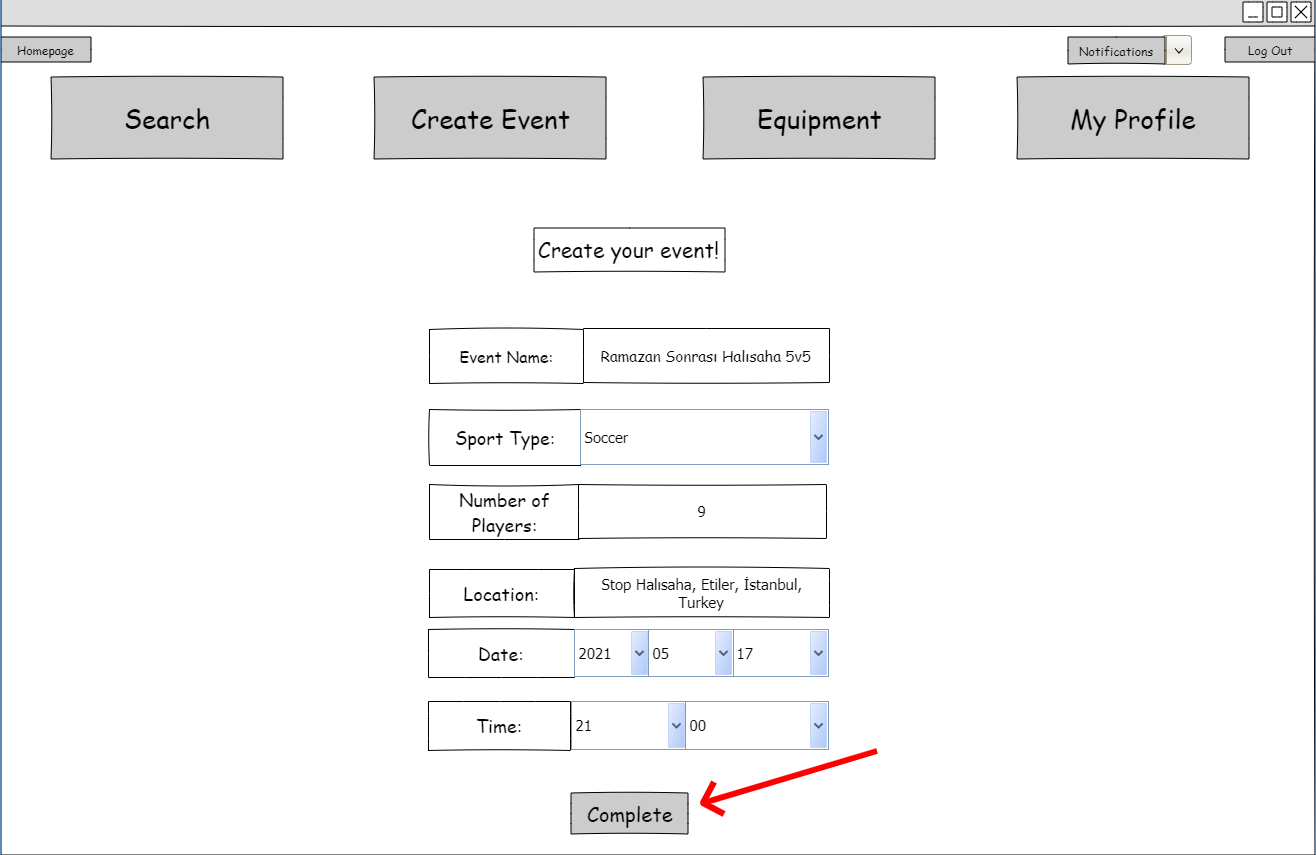 Homepage
Notifications
Log Out
Search
Create Event
Equipment
My Profile
Create your event!
Event Name:
Ramazan Sonrası Halısaha 5v5
Sport Type:
Soccer
Number of
Players:
9
Location:
Stop Halısaha, Etiler, İstanbul,
Turkey
Date:
2021
05
17
Time:
21
00
Complete